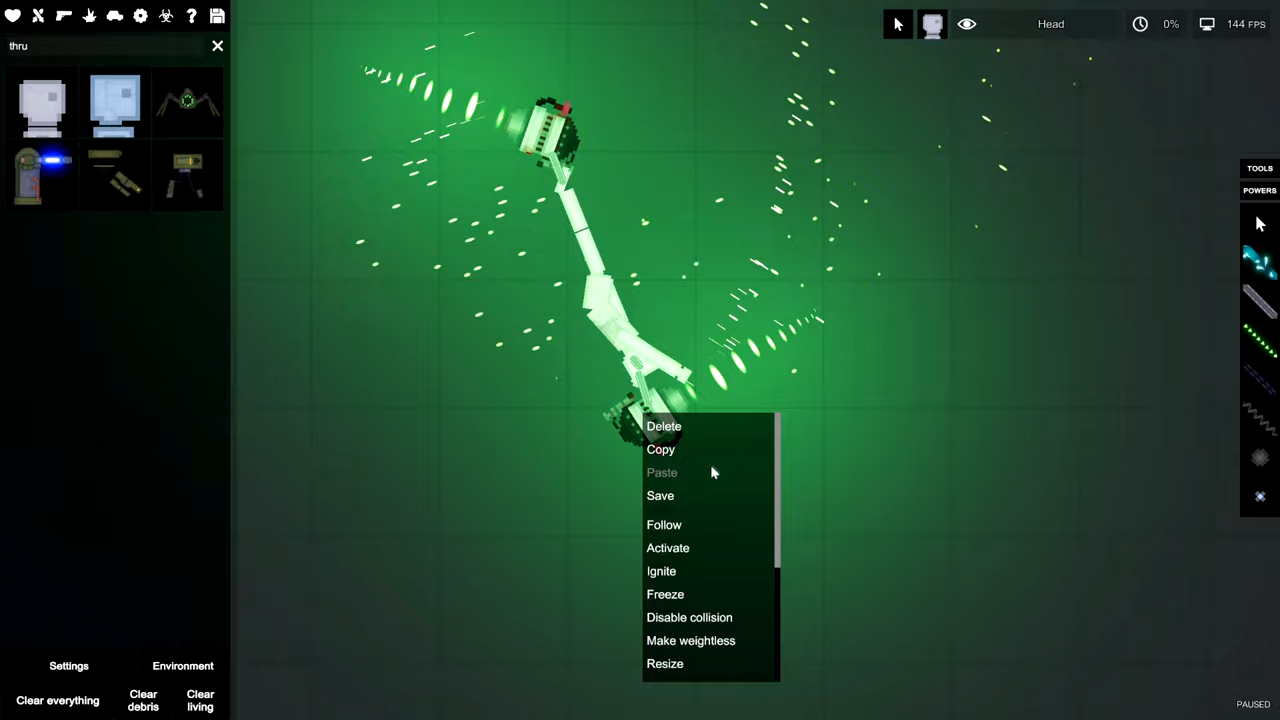 Head
0%
144 FPS
thru
TOOLS
POWERS
Delete
Copy
Paste
Save
Follow
Activate
Ignite
Freeze
Disable collision
Make weightless
Resize
Settings
Environment
Clear everything
Clear
debris
Clear
living
PAUSED